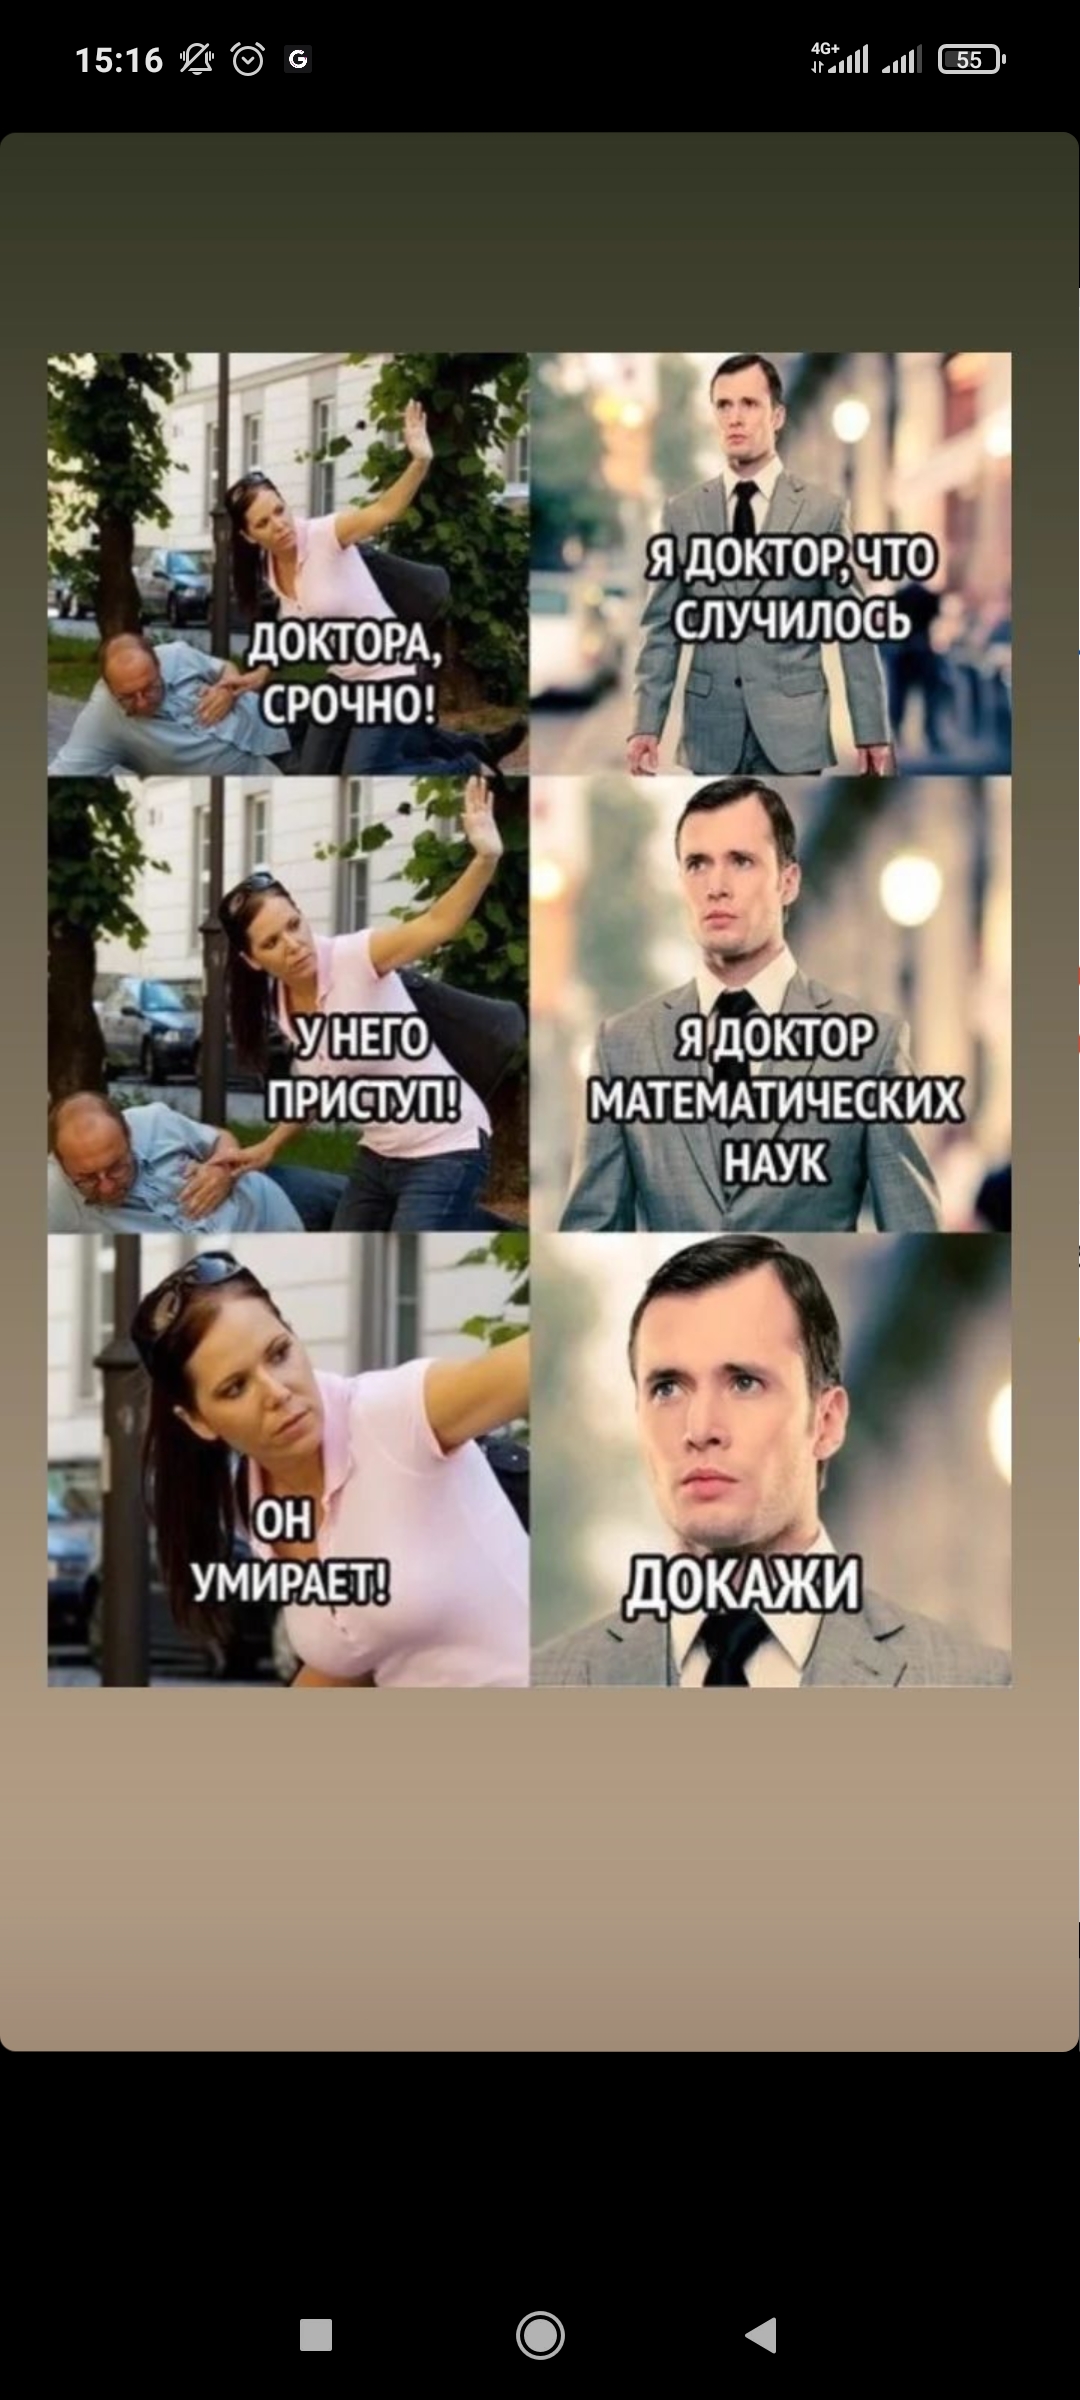 15:16
G
4G+
55
ДОКТОРА,
СРОЧНО!
Я ДОКТОР,ЧТО
СЛУЧИЛОСЬ
У НЕГО
ПРИСТУП!
Я ДОКТОР
МАТЕМАТИЧЕСКИХ
НАУК
ОН
УМИРАЕТ!
ДОКАЖИ